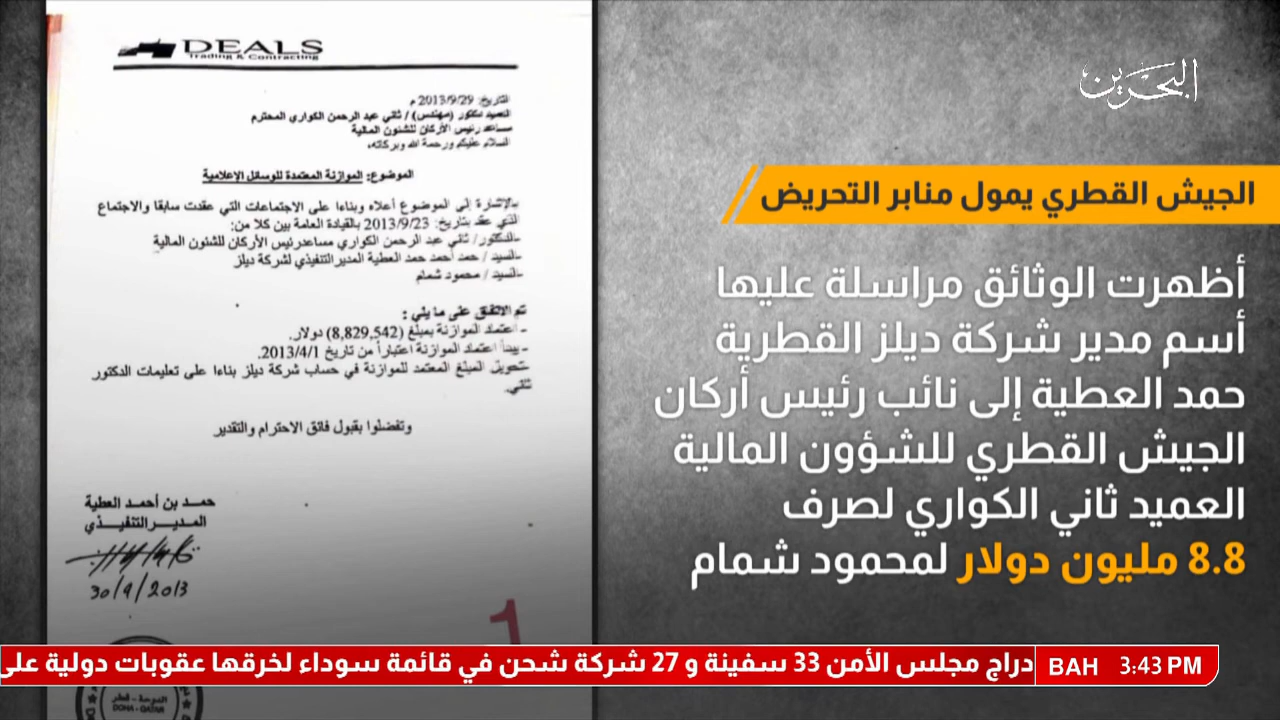 DEALS
Trading & Contracting
التاريخ: 2013/9/29 م
العميد دكتور (مهندس) / ثاني عبد الرحمن الكواري المحترم
مساعد رئيس الأركان للشئون المالية
السلام عليكم ورحمة الله وبركاته،
الموضوع: الموازنة المعتمدة للوسائل الإعلامية
بالإشارة إلى الموضوع أعلاه وبناءا على الاجتماعات التي عقدت سابقا والاجتماع
الذي عقد بتاريخ: 2013/9/23 بالقيادة العامة بين كلا من:
-الدكتور/ ثاني عبد الرحمن الكواري مساعدرئيس الأركان للشئون المالية
-السيد / حمد أحمد حمد العطية المديرالتنفيذي لشركة ديلز
-السيد / محمود شمام
تم الاتفاق على ما يلي :
- اعتماد الموازنة بمبلغ (8,829,542) دولار.
- يبدأ اعتماد الموازنة اعتباراً من تاريخ 2013/4/1.
-تحويل المبلغ المعتمد للموازنة في حساب شركة ديلز بناءا على تعليمات الدكتور
ثاني.
وتفضلوا بقبول فائق الاحترام والتقدير
حمد بن أحمد العطية
المدير التنفيذي
30/9/2013
1
الدوحة - قطر
DOHA - QATAR
البحرين
الجيش القطري يمول منابر التحريض
أظهرت الوثائق مراسلة عليها
أسم مدير شركة ديلز القطرية
حمد العطية إلى نائب رئيس أركان
الجيش القطري للشؤون المالية
العميد ثاني الكواري لصرف
8.8 مليون دولار لمحمود شمام
دراج مجلس الأمن 33 سفينة و 27 شركة شحن في قائمة سوداء لخرقها عقوبات دولية على
BAH 3:43 PM